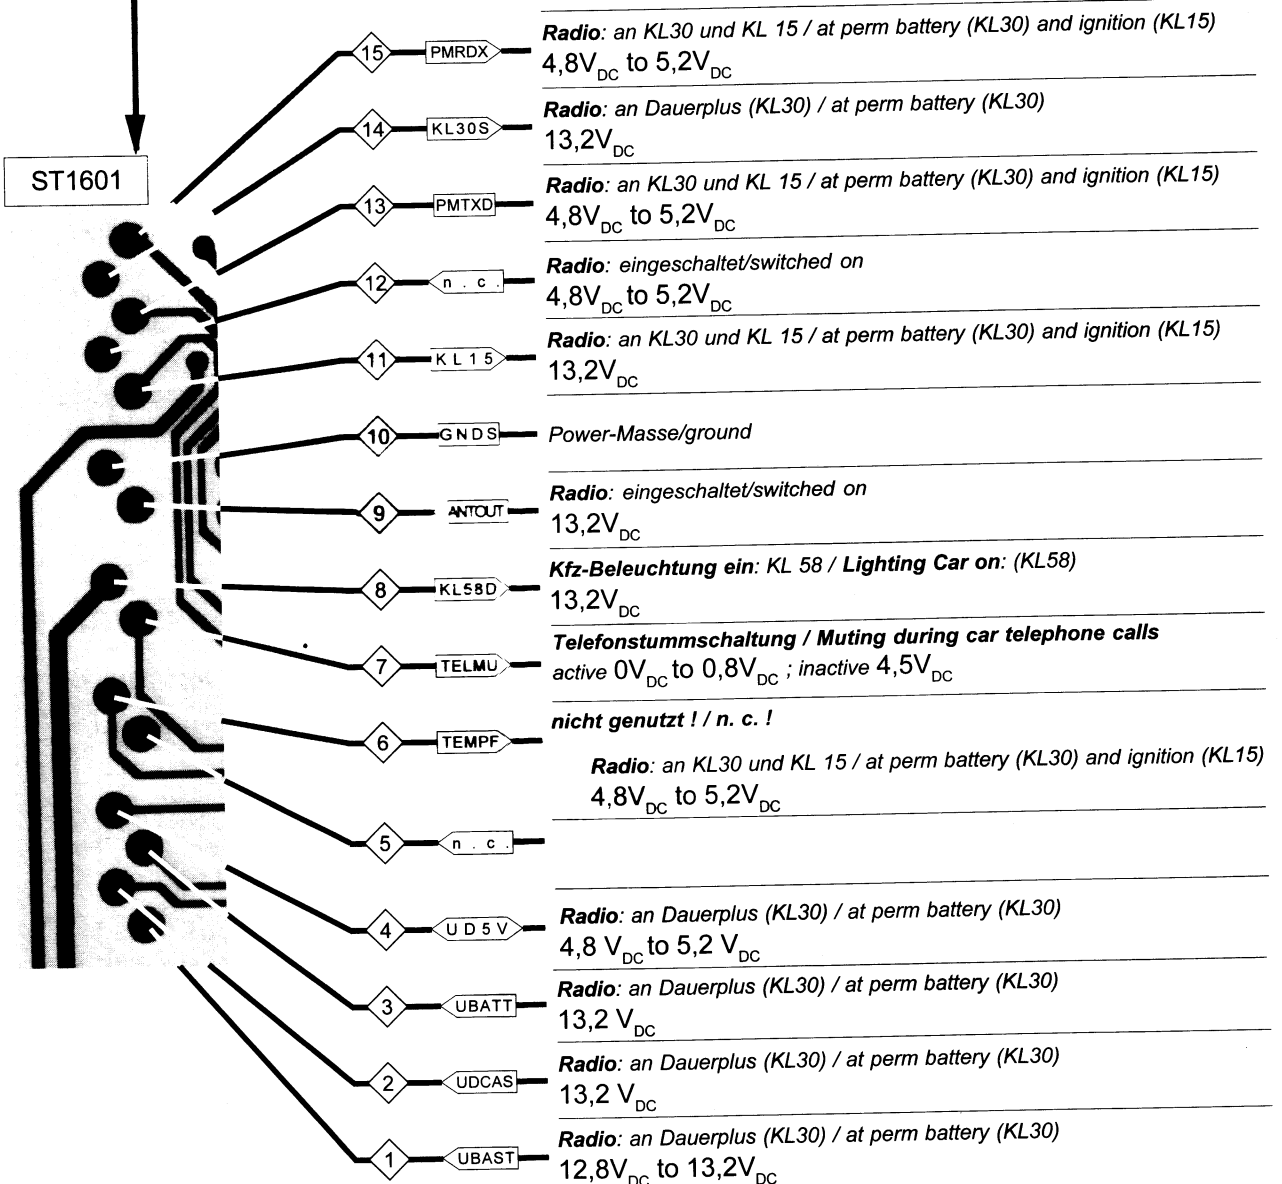 Radio: an KL30 und KL 15 / at perm battery (KL30) and ignition (KL15)
15 PMRDX
4,8VDC to 5,2VDC
Radio: an Dauerplus (KL30) / at perm battery (KL30)
14 KL30S
13,2VDC
ST1601
Radio: an KL30 und KL 15 / at perm battery (KL30) and ignition (KL15)
13 PMTXD
4,8VDC to 5,2VDC
Radio: eingeschaltet/switched on
12 n . c .
4,8VDC to 5,2VDC
Radio: an KL30 und KL 15 / at perm battery (KL30) and ignition (KL15)
11 KL15
13,2VDC
10 GNDS Power-Masse/ground
Radio: eingeschaltet/switched on
9 ANTOUT
13,2VDC
Kfz-Beleuchtung ein: KL 58 / Lighting Car on: (KL58)
8 KL58D
13,2VDC
Telefonstummschaltung / Muting during car telephone calls
7 TELMU
active 0VDC to 0,8VDC ; inactive 4,5VDC
nicht genutzt ! / n. c. !
6 TEMPF
Radio: an KL30 und KL 15 / at perm battery (KL30) and ignition (KL15)
4,8VDC to 5,2VDC
5 n . c .
Radio: an Dauerplus (KL30) / at perm battery (KL30)
4 UD5V
4,8 VDC to 5,2 VDC
Radio: an Dauerplus (KL30) / at perm battery (KL30)
3 UBATT
13,2 VDC
Radio: an Dauerplus (KL30) / at perm battery (KL30)
2 UDCAS
13,2 VDC
Radio: an Dauerplus (KL30) / at perm battery (KL30)
1 UBAST
12,8VDC to 13,2VDC